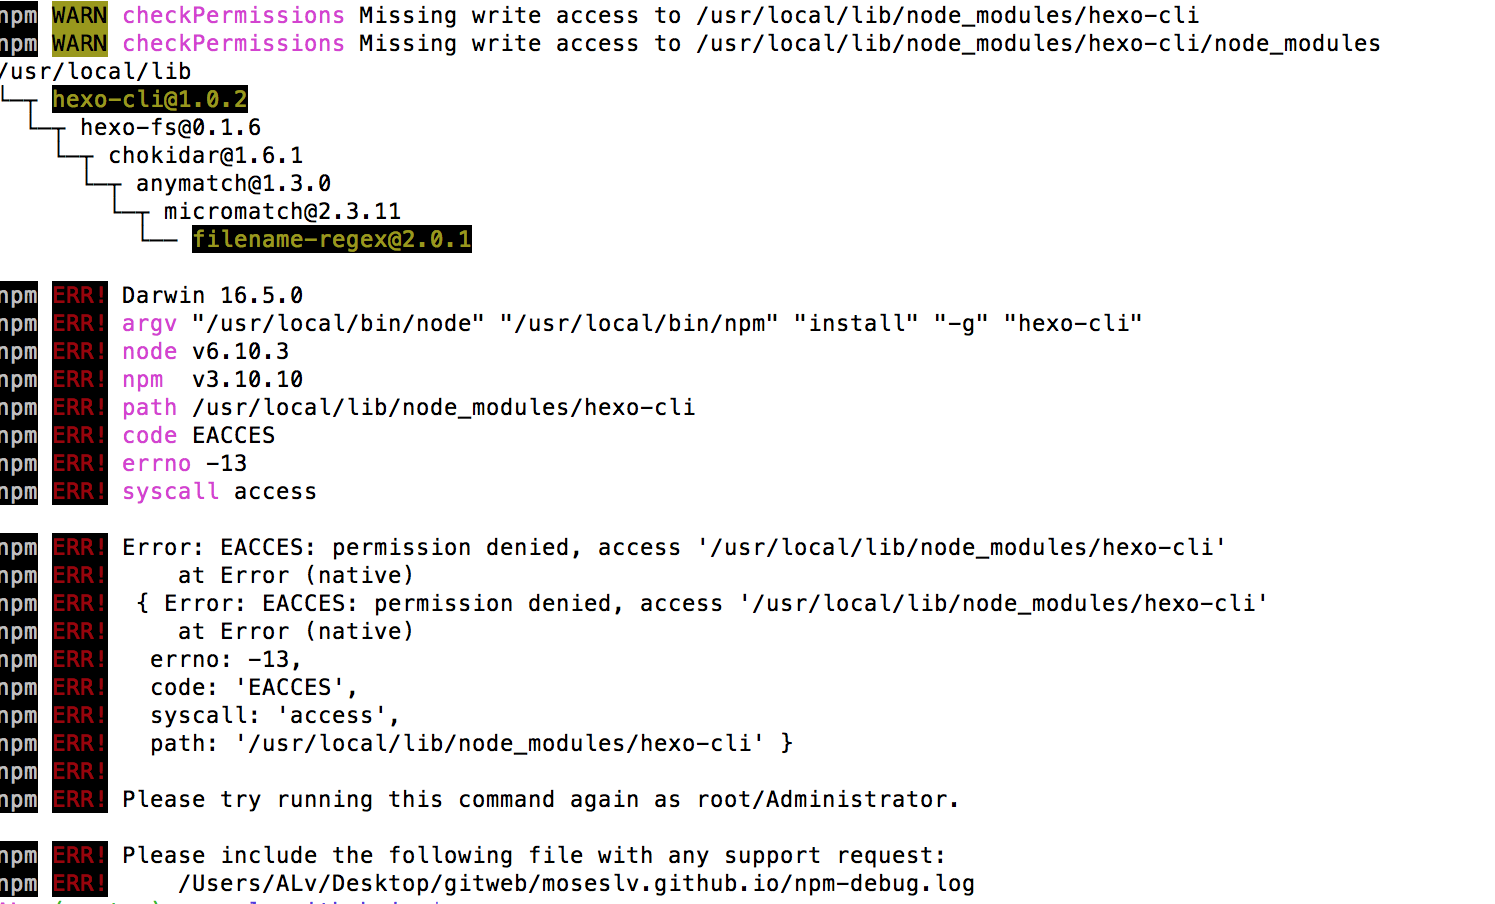 npm WARN checkPermissions Missing write access to /usr/local/lib/node_modules/hexo-cli
npm WARN checkPermissions Missing write access to /usr/local/lib/node_modules/hexo-cli/node_modules
/usr/local/lib
└─┬ hexo-cli@1.0.2
  └─┬ hexo-fs@0.1.6
    └─┬ chokidar@1.6.1
      └─┬ anymatch@1.3.0
        └─┬ micromatch@2.3.11
          └── filename-regex@2.0.1
npm ERR! Darwin 16.5.0
npm ERR! argv "/usr/local/bin/node" "/usr/local/bin/npm" "install" "-g" "hexo-cli"
npm ERR! node v6.10.3
npm ERR! npm  v3.10.10
npm ERR! path /usr/local/lib/node_modules/hexo-cli
npm ERR! code EACCES
npm ERR! errno -13
npm ERR! syscall access
npm ERR! Error: EACCES: permission denied, access '/usr/local/lib/node_modules/hexo-cli'
npm ERR!     at Error (native)
npm ERR!  { Error: EACCES: permission denied, access '/usr/local/lib/node_modules/hexo-cli'
npm ERR!     at Error (native)
npm ERR!   errno: -13,
npm ERR!   code: 'EACCES',
npm ERR!   syscall: 'access',
npm ERR!   path: '/usr/local/lib/node_modules/hexo-cli' }
npm ERR!
npm ERR! Please try running this command again as root/Administrator.
npm ERR! Please include the following file with any support request:
npm ERR!     /Users/ALv/Desktop/gitweb/moseslv.github.io/npm-debug.log